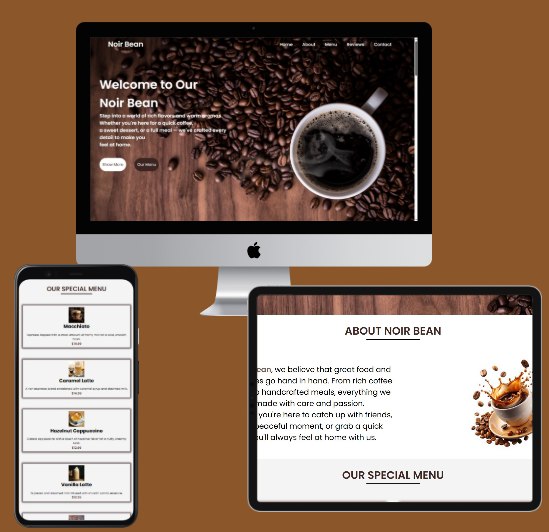 Noir Bean
Home About Menu Reviews Contact
Welcome to Our
Noir Bean
Step into a world of rich flavors and warm aromas.
Whether you're here for a quick coffee,
a sweet dessert, or a full meal — we've crafted every
detail to make you
feel at home.
Know More Our Menu
OUR SPECIAL MENU
Macchiato
Caramel Latte
Hazelnut Cappuccino
Vanilla Latte
ABOUT NOIR BEAN
ean, we believe that great food and
es go hand in hand. From rich coffee
handcrafted meals, everything we
made with care and passion.
you're here to catch up with friends,
peaceful moment, or grab a quick
u'll always feel at home with us.
OUR SPECIAL MENU